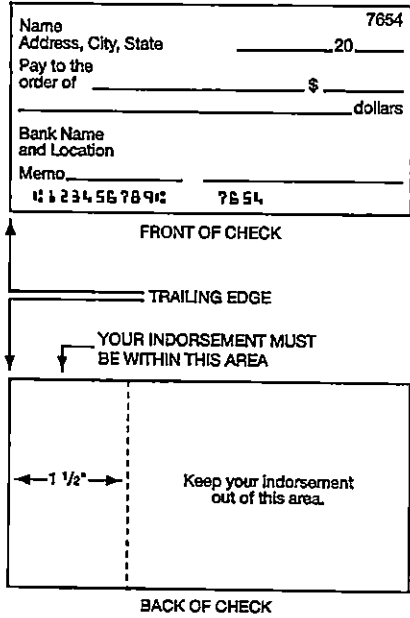 Name 7654
Address, City, State 20
Pay to the
order of $
dollars
Bank Name
and Location
Memo
⑆123456789⑆ 7654
FRONT OF CHECK
TRAILING EDGE
YOUR INDORSEMENT MUST
BE WITHIN THIS AREA
1 1/2"
Keep your indorsement
out of this area.
BACK OF CHECK